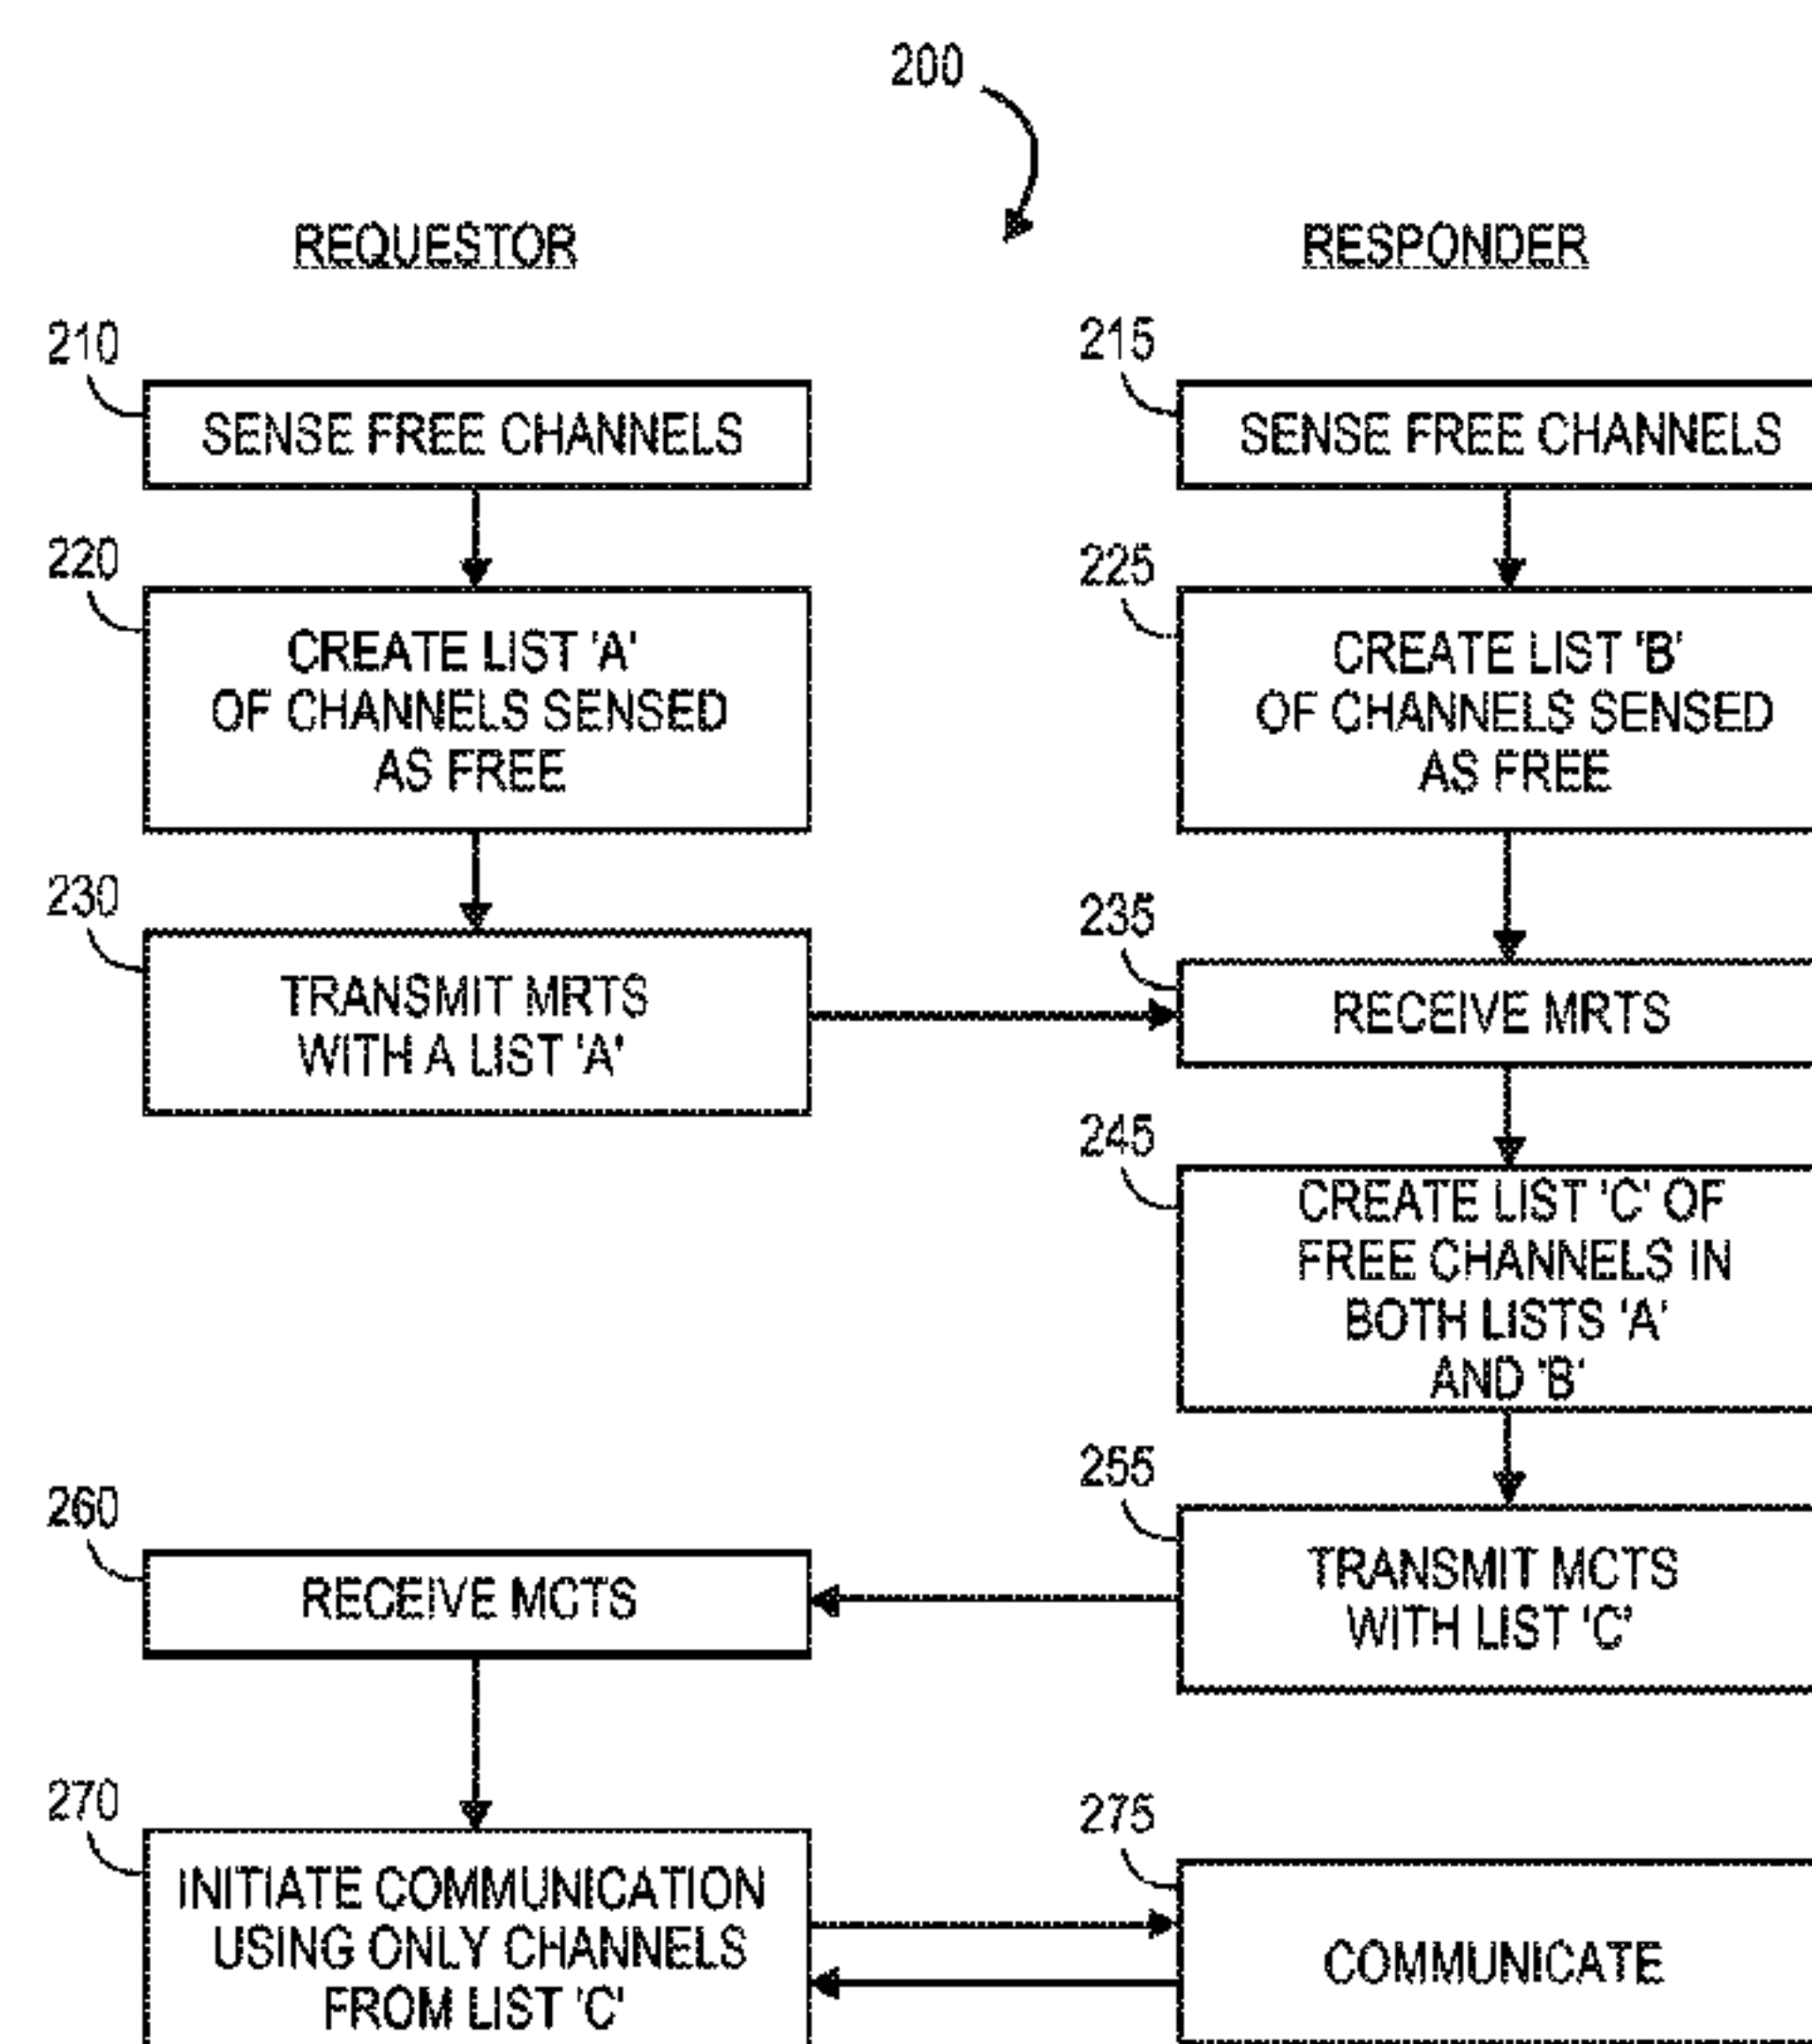 200
REQUESTOR
RESPONDER
210
SENSE FREE CHANNELS
215
SENSE FREE CHANNELS
220
CREATE LIST 'A'
OF CHANNELS SENSED
AS FREE
225
CREATE LIST 'B'
OF CHANNELS SENSED
AS FREE
230
TRANSMIT MRTS
WITH A LIST 'A'
235
RECEIVE MRTS
245
CREATE LIST 'C' OF
FREE CHANNELS IN
BOTH LISTS 'A'
AND 'B'
255
TRANSMIT MCTS
WITH LIST 'C'
260
RECEIVE MCTS
270
INITIATE COMMUNICATION
USING ONLY CHANNELS
FROM LIST 'C'
275
COMMUNICATE